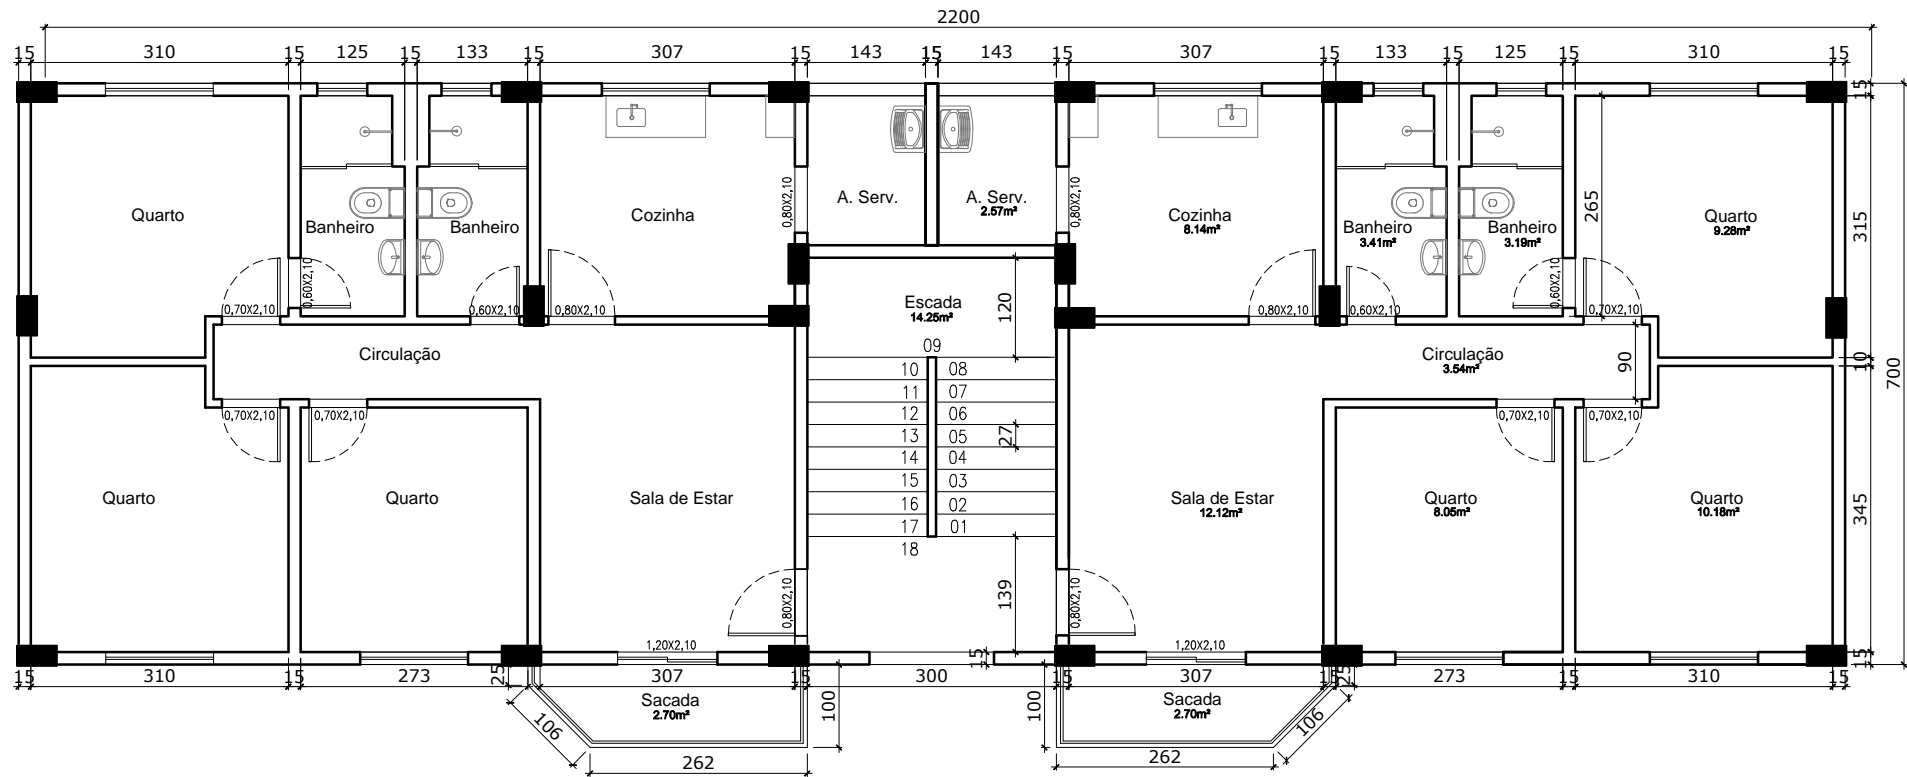 2200
15 310 15 125 15 133 15 307 15 143 15 143 15 307 15 133 15 125 15 310 15
15
Quarto
Banheiro
Banheiro
Cozinha
0,80X2,10
A. Serv.
A. Serv.
2.57m²
0,80X2,10
Cozinha
8.14m²
Banheiro
3.41m²
Banheiro
3.19m²
265
Quarto
9.28m²
315
0,70X2,10
0,60X2,10
0,60X2,10
0,80X2,10
Escada
14.25m²
120
0,80X2,10
0,60X2,10
0,60X2,10
0,70X2,10
Circulação
Circulação
3.54m²
90
10
700
09
10 08
11 07
12 06
13 05
14 04
15 03
16 02
17 01
18
27
0,70X2,10
0,70X2,10
0,70X2,10
0,70X2,10
Quarto
Quarto
Sala de Estar
Sala de Estar
12.12m²
Quarto
8.05m²
Quarto
10.18m²
345
139
0,80X2,10
0,80X2,10
1,20X2,10
1,20X2,10
15
15
15 310 15 273 25 15 307 15 300 15 307 15 25 273 15 310 15
Sacada
2.70m²
Sacada
2.70m²
106
100
100
106
262
262